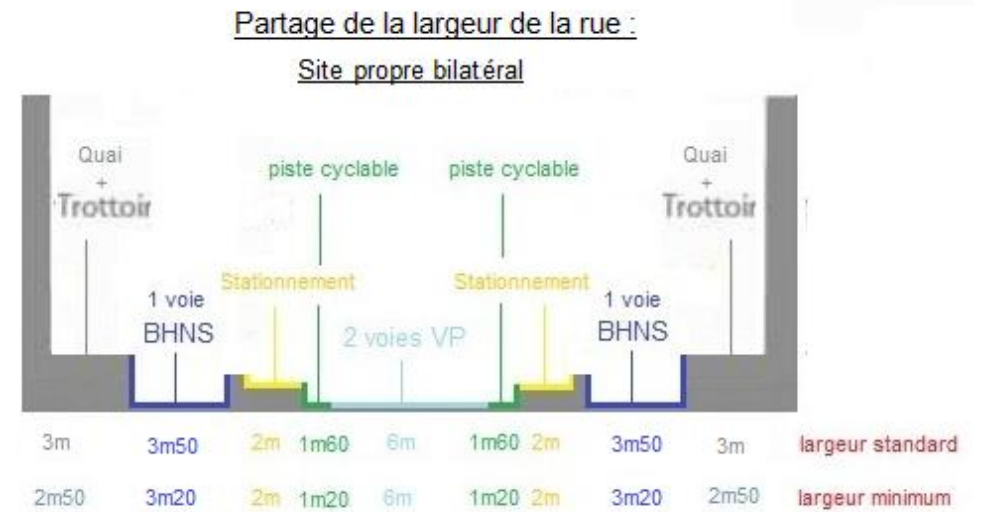 Partage de la largeur de la rue :
Site propre bilatéral
Quai
+
Trottoir
piste cyclable
piste cyclable
Quai
+
Trottoir
Stationnement
Stationnement
1 voie
BHNS
2 voies VP
1 voie
BHNS
3m 3m50 2m 1m60 6m 1m60 2m 3m50 3m largeur standard
2m50 3m20 2m 1m20 6m 1m20 2m 3m20 2m50 largeur minimum